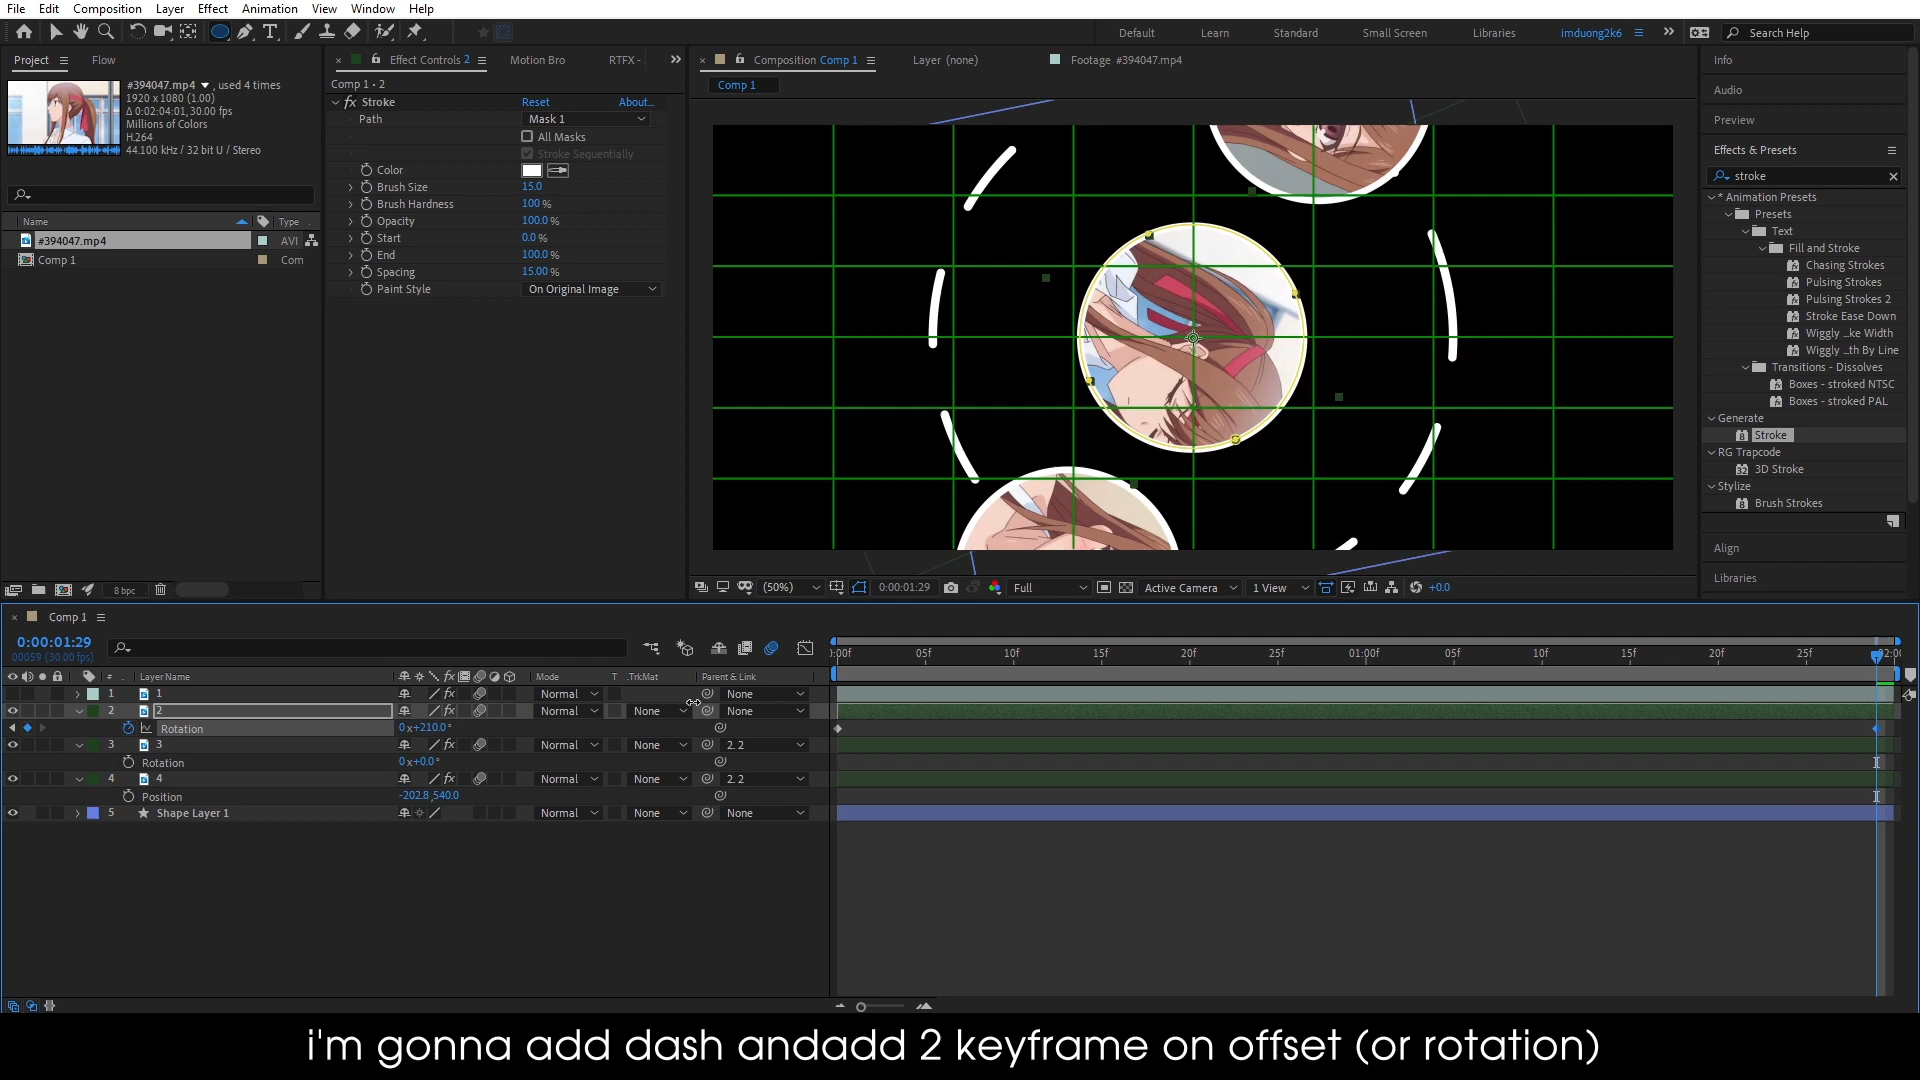 File Edit Composition Layer Effect Animation View Window Help
Default Learn Standard Small Screen Libraries imduong2k6 Search Help
Project Flow
#394047.mp4 , used 4 times
1920 x 1080 (1.00)
Δ 0:02:04:01, 30.00 fps
Millions of Colors
H.264
44.100 kHz / 32 bit U / Stereo
Name Type
#394047.mp4 AVI
Comp 1 Com
8 bpc
Effect Controls 2 Motion Bro RTFX -
Comp 1 • 2
fx Stroke Reset About...
Path Mask 1
All Masks
Stroke Sequentially
Color
Brush Size 15.0
Brush Hardness 100 %
Opacity 100.0 %
Start 0.0 %
End 100.0 %
Spacing 15.00 %
Paint Style On Original Image
Composition Comp 1 Layer (none) Footage #394047.mp4
Comp 1
(50%) 0:00:01:29 Full Active Camera 1 View +0.0
Info
Audio
Preview
Effects & Presets
stroke
* Animation Presets
Presets
Text
Fill and Stroke
Chasing Strokes
Pulsing Strokes
Pulsing Strokes 2
Stroke Ease Down
Wiggly ...ke Width
Wiggly ...th By Line
Transitions - Dissolves
Boxes - stroked NTSC
Boxes - stroked PAL
Generate
Stroke
RG Trapcode
3D Stroke
Stylize
Brush Strokes
Align
Libraries
Comp 1
0:00:01:29
00059 (30.00 fps)
:00f 05f 10f 15f 20f 25f 01:00f 05f 10f 15f 20f 25f 02:00
# Layer Name Mode T .TrkMat Parent & Link
1 1 Normal None
2 2 Normal None None
Rotation 0 x+210.0 °
3 3 Normal None 2. 2
Rotation 0 x+0.0 °
4 4 Normal None 2. 2
Position -202.8 ,540.0
5 Shape Layer 1 Normal None None
i'm gonna add dash andadd 2 keyframe on offset (or rotation)